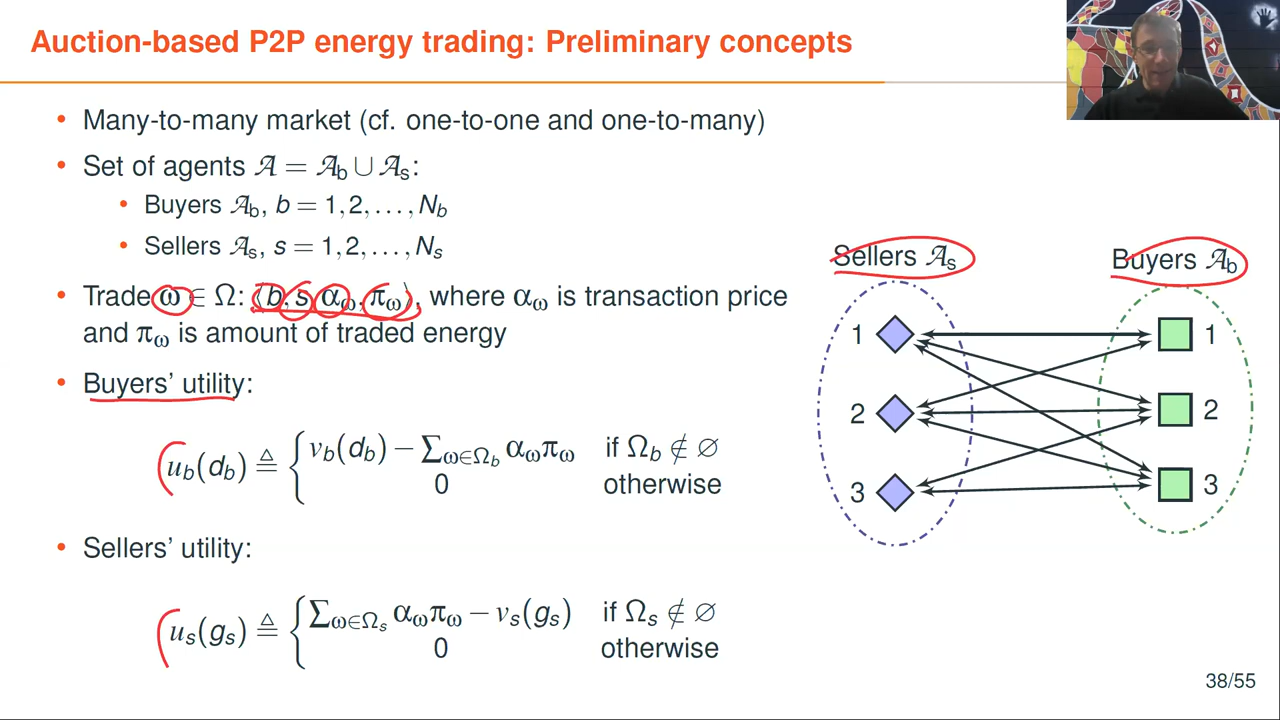 Auction-based P2P energy trading: Preliminary concepts
• Many-to-many market (cf. one-to-one and one-to-many)
• Set of agents 𝒜 = 𝒜b ∪ 𝒜s:
• Buyers 𝒜b, b = 1, 2, . . . , Nb
• Sellers 𝒜s, s = 1, 2, . . . , Ns
• Trade ω ∈ Ω: ⟨b, s, αω, πω⟩, where αω is transaction price
and πω is amount of traded energy
• Buyers' utility:
ub(db) ≜ { vb(db) − ∑ω∈Ωb αωπω if Ωb ∉ ∅
0 otherwise
• Sellers' utility:
us(gs) ≜ { ∑ω∈Ωs αωπω − vs(gs) if Ωs ∉ ∅
0 otherwise
Sellers 𝒜s
Buyers 𝒜b
1 1
2 2
3 3
38/55